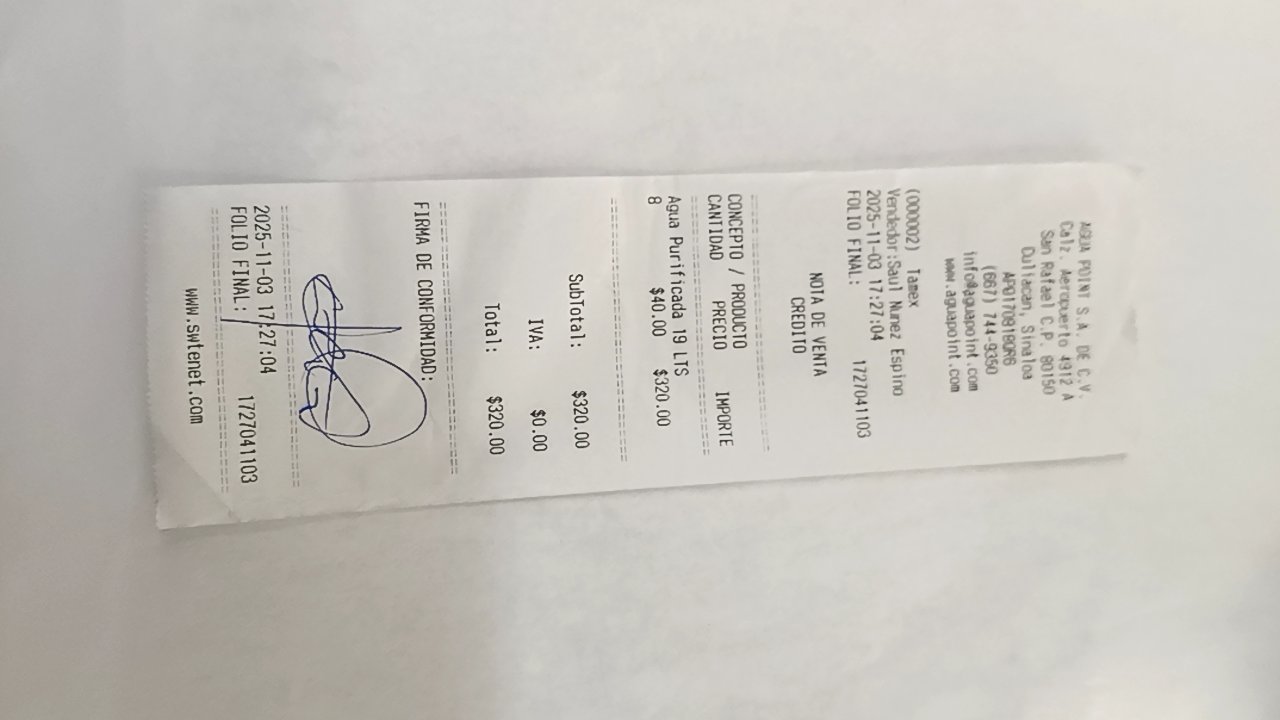 AGUA POINT S.A. DE C.V.
Calz. Aeropuerto 4912 A
San Rafael C.P. 80150
Culiacan, Sinaloa
APO170918QR6
(667) 744-9350
info@aguapoint.com
www.aguapoint.com
(000002) Tamex
Vendedor:Saul Nunez Espino
2025-11-03 17:27:04
FOLIO FINAL: 1727041103
NOTA DE VENTA
CREDITO
CONCEPTO / PRODUCTO
CANTIDAD PRECIO IMPORTE
Agua Purificada 19 LTS
8 $40.00 $320.00
SubTotal: $320.00
IVA: $0.00
Total: $320.00
FIRMA DE CONFORMIDAD:
2025-11-03 17:27:04
FOLIO FINAL: 1727041103
www.swtenet.com